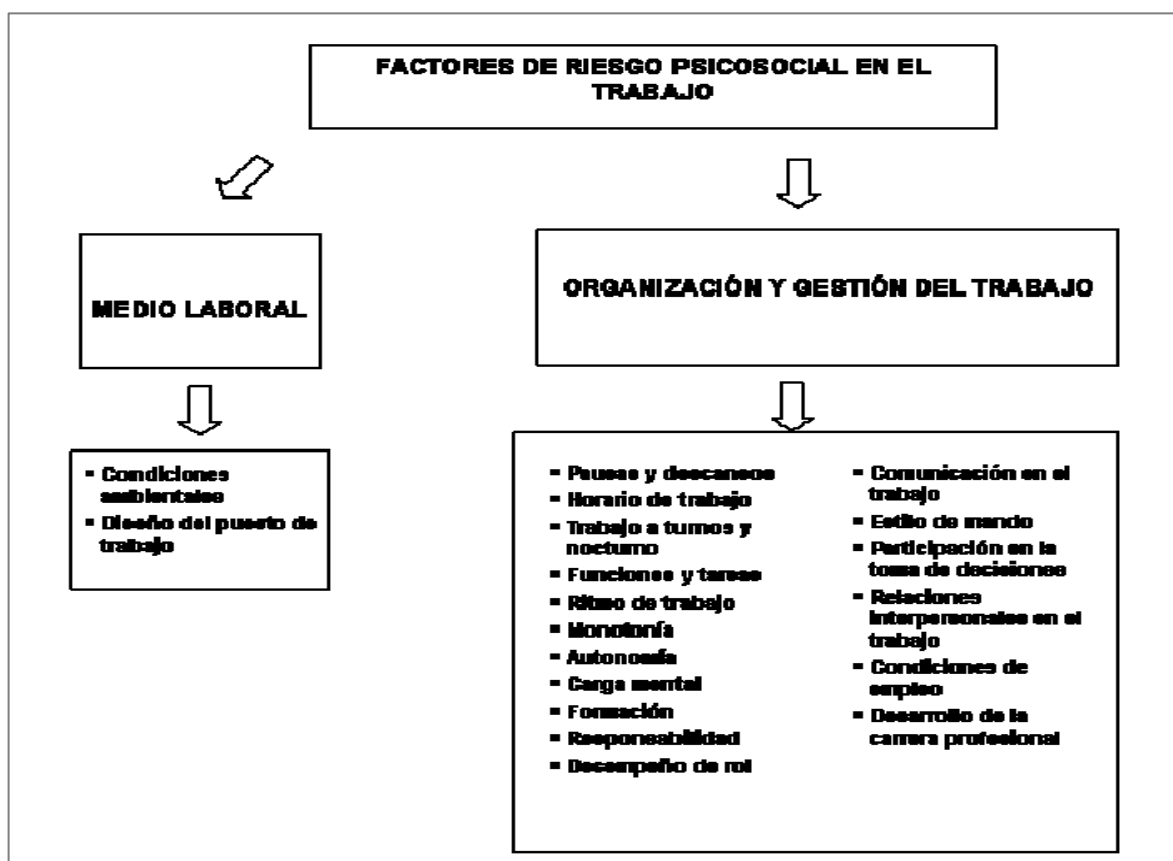 FACTORES DE RIESGO PSICOSOCIAL EN EL
TRABAJO
MEDIO LABORAL
ORGANIZACIÓN Y GESTIÓN DEL TRABAJO
▪ Condiciones
ambientales
▪ Diseño del puesto de
trabajo
▪ Pausas y descansos
▪ Horario de trabajo
▪ Trabajo a turnos y
nocturno
▪ Funciones y tareas
▪ Ritmo de trabajo
▪ Monotonía
▪ Autonomía
▪ Carga mental
▪ Formación
▪ Responsabilidad
▪ Desempeño de rol
▪ Comunicación en el
trabajo
▪ Estilo de mando
▪ Participación en la
toma de decisiones
▪ Relaciones
interpersonales en el
trabajo
▪ Condiciones de
empleo
▪ Desarrollo de la
carrera profesional